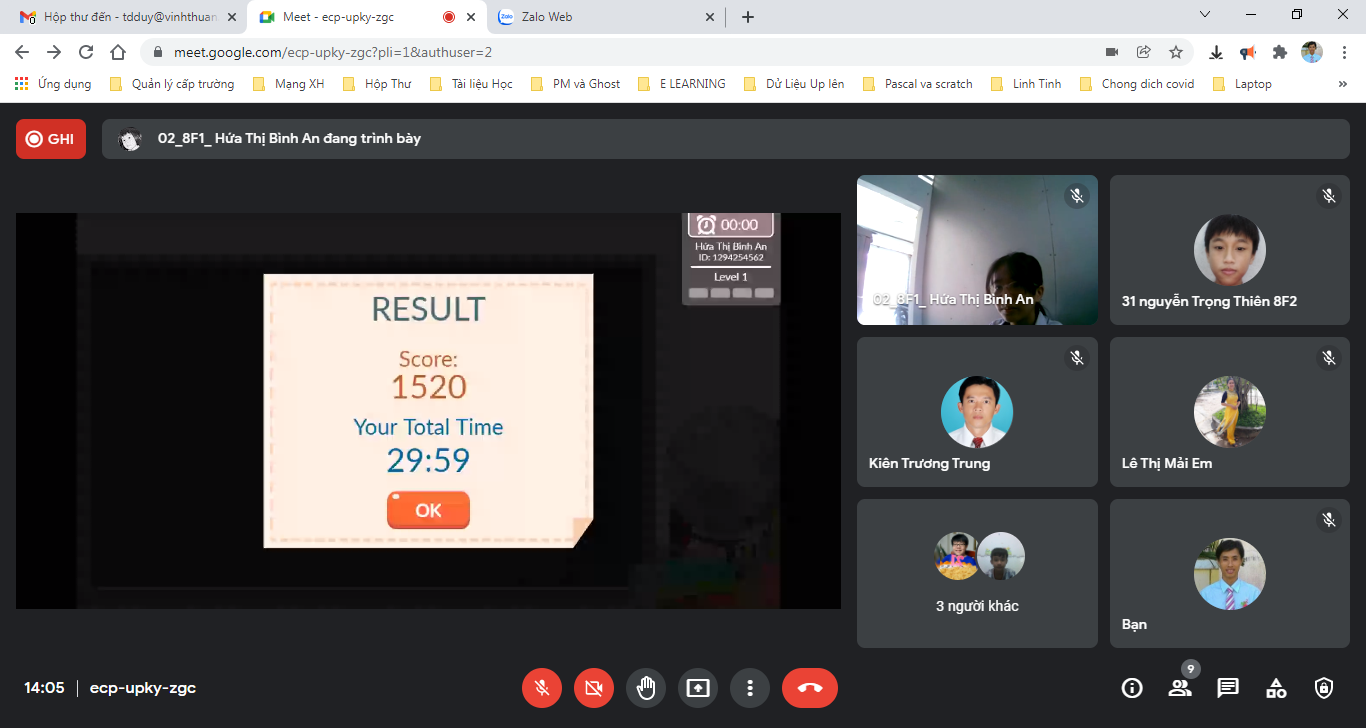 Hộp thư đến - tdduy@vinhthuan
Meet - ecp-upky-zgc
Zalo Web
meet.google.com/ecp-upky-zgc?pli=1&authuser=2
Ứng dụng
Quản lý cấp trường
Mạng XH
Hộp Thư
Tài liệu Học
PM và Ghost
E LEARNING
Dử Liệu Up lên
Pascal va scratch
Linh Tinh
Chong dich covid
Laptop
»
GHI
02_8F1_ Hứa Thị Bình An đang trình bày
00:00
Hứa Thị Bình An
ID: 1294254562
Level 1
RESULT
Score:
1520
Your Total Time
29:59
OK
02_8F1_ Hứa Thị Bình An
31 nguyễn Trọng Thiên 8F2
Kiên Trương Trung
Lê Thị Mải Em
3 người khác
Bạn
14:05
ecp-upky-zgc
9